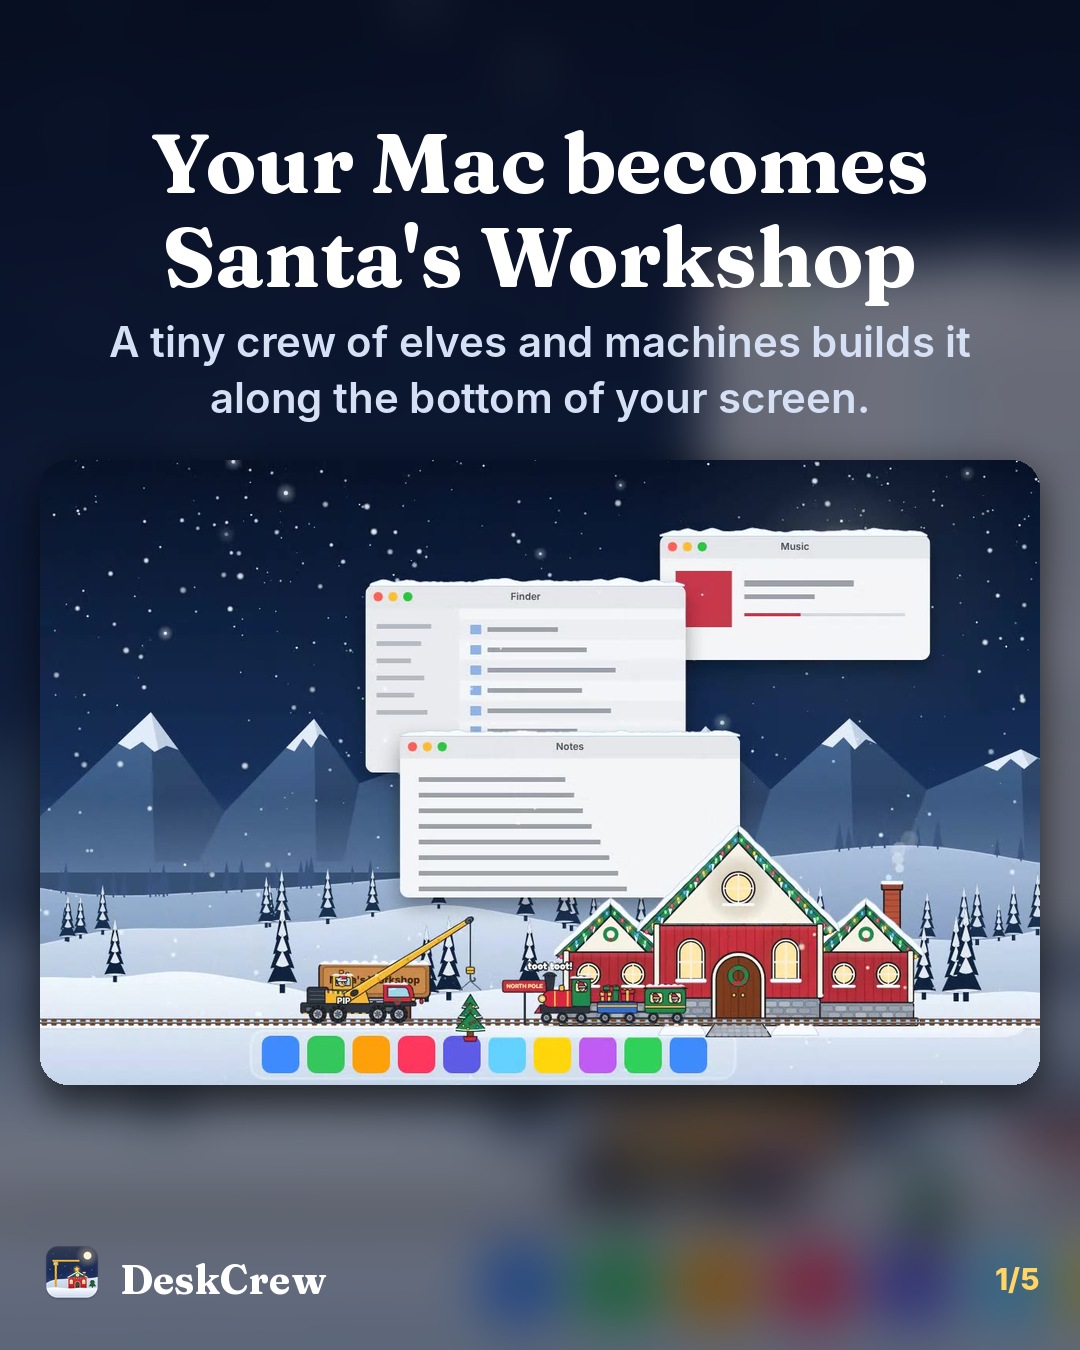 Your Mac becomes
Santa's Workshop
A tiny crew of elves and machines builds it
along the bottom of your screen.
Music
Finder
Notes
toot toot!
Workshop
NORTH POLE
PIP
DeskCrew
1/5